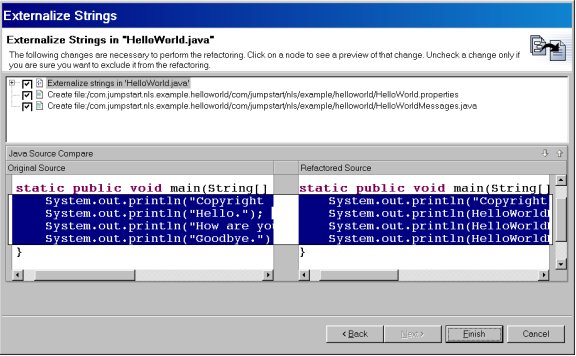 Externalize Strings
Externalize Strings in "HelloWorld.java"
The following changes are necessary to perform the refactoring. Click on a node to see a preview of that change. Uncheck a change only if
you are sure you want to exclude it from the refactoring.
Externalize strings in 'HelloWorld.java'
Create file:/com.jumpstart.nls.example.helloworld/com/jumpstart/nls/example/helloworld/HelloWorld.properties
Create file:/com.jumpstart.nls.example.helloworld/com/jumpstart/nls/example/helloworld/HelloWorldMessages.java
Java Source Compare
Original Source
static public void main(String[]
System.out.println("Copyright
System.out.println("Hello.");
System.out.println("How are you
System.out.println("Goodbye.")
}
Refactored Source
static public void main(String[]
System.out.println("Copyright
System.out.println(HelloWorldM
System.out.println(HelloWorldM
System.out.println(HelloWorldM
}
< Back
Next >
Finish
Cancel